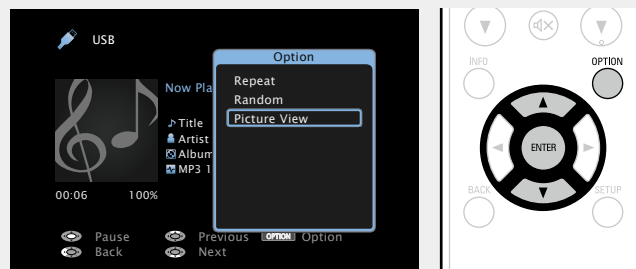 USB
Option
Now Pla
Repeat
Random
Picture View
Title
Artist
Album
MP3 1
00:06 100%
Pause Previous OPTION Option
Back Next
INFO OPTION
ENTER
BACK SETUP